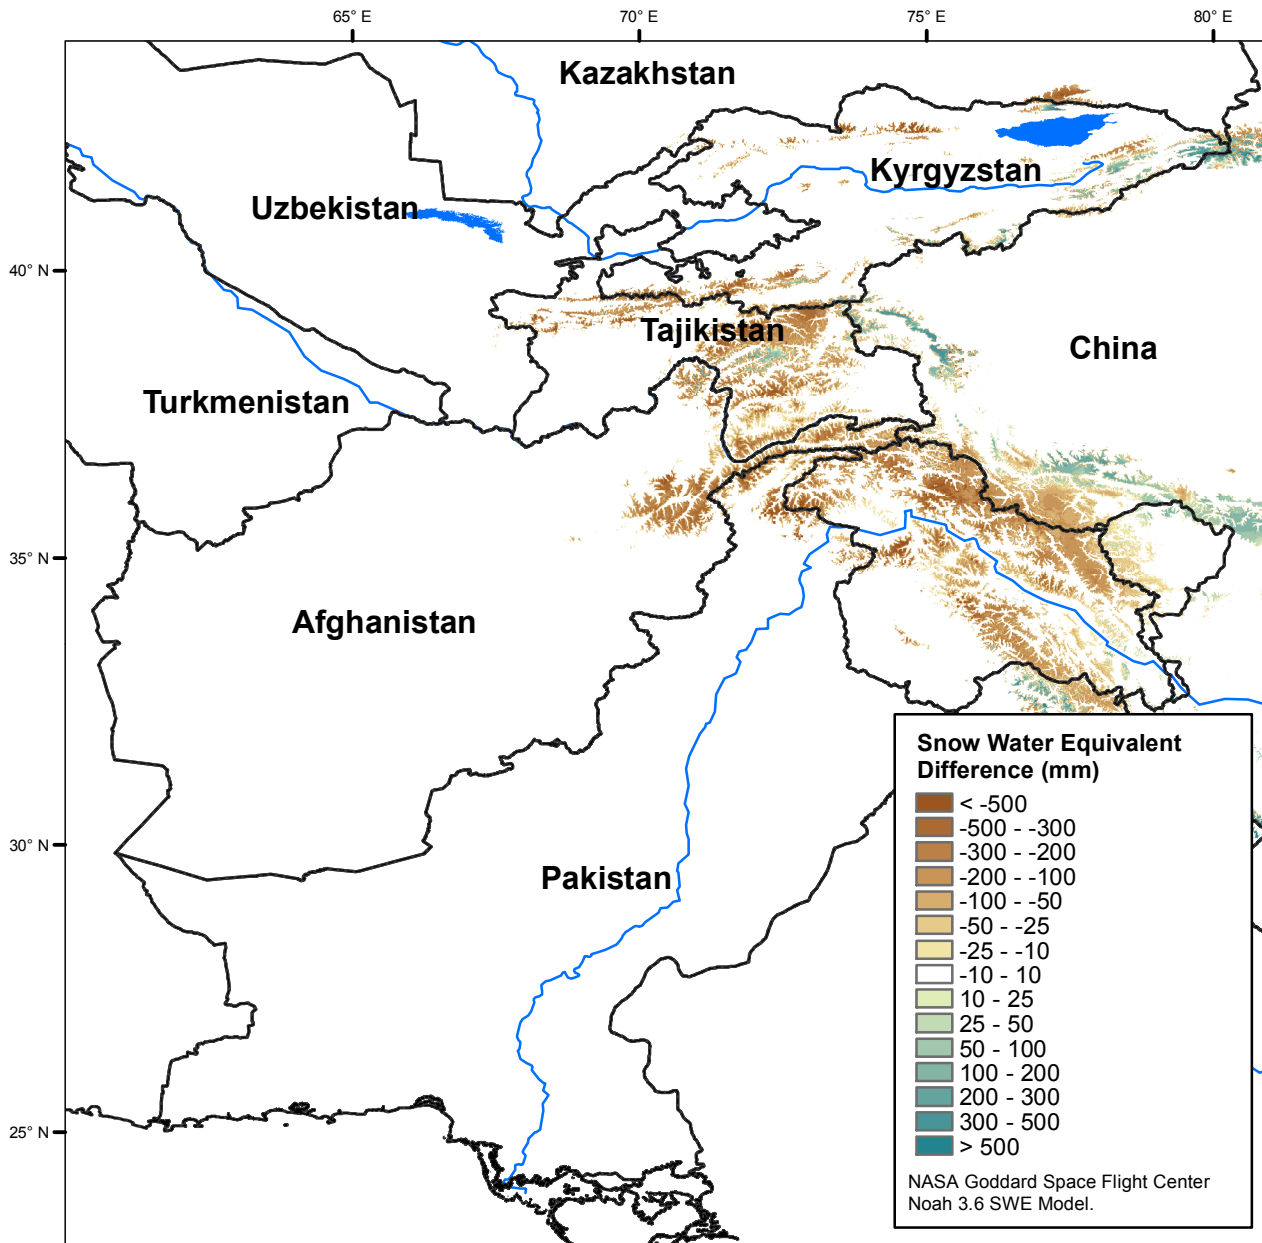 65° E
70° E
75° E
80° E
Kazakhstan
Kyrgyzstan
Uzbekistan
40° N
Tajikistan
China
Turkmenistan
35° N
Afghanistan
30° N
Pakistan
25° N
Snow Water Equivalent
Difference (mm)
< -500
-500 - -300
-300 - -200
-200 - -100
-100 - -50
-50 - -25
-25 - -10
-10 - 10
10 - 25
25 - 50
50 - 100
100 - 200
200 - 300
300 - 500
> 500
NASA Goddard Space Flight Center
Noah 3.6 SWE Model.